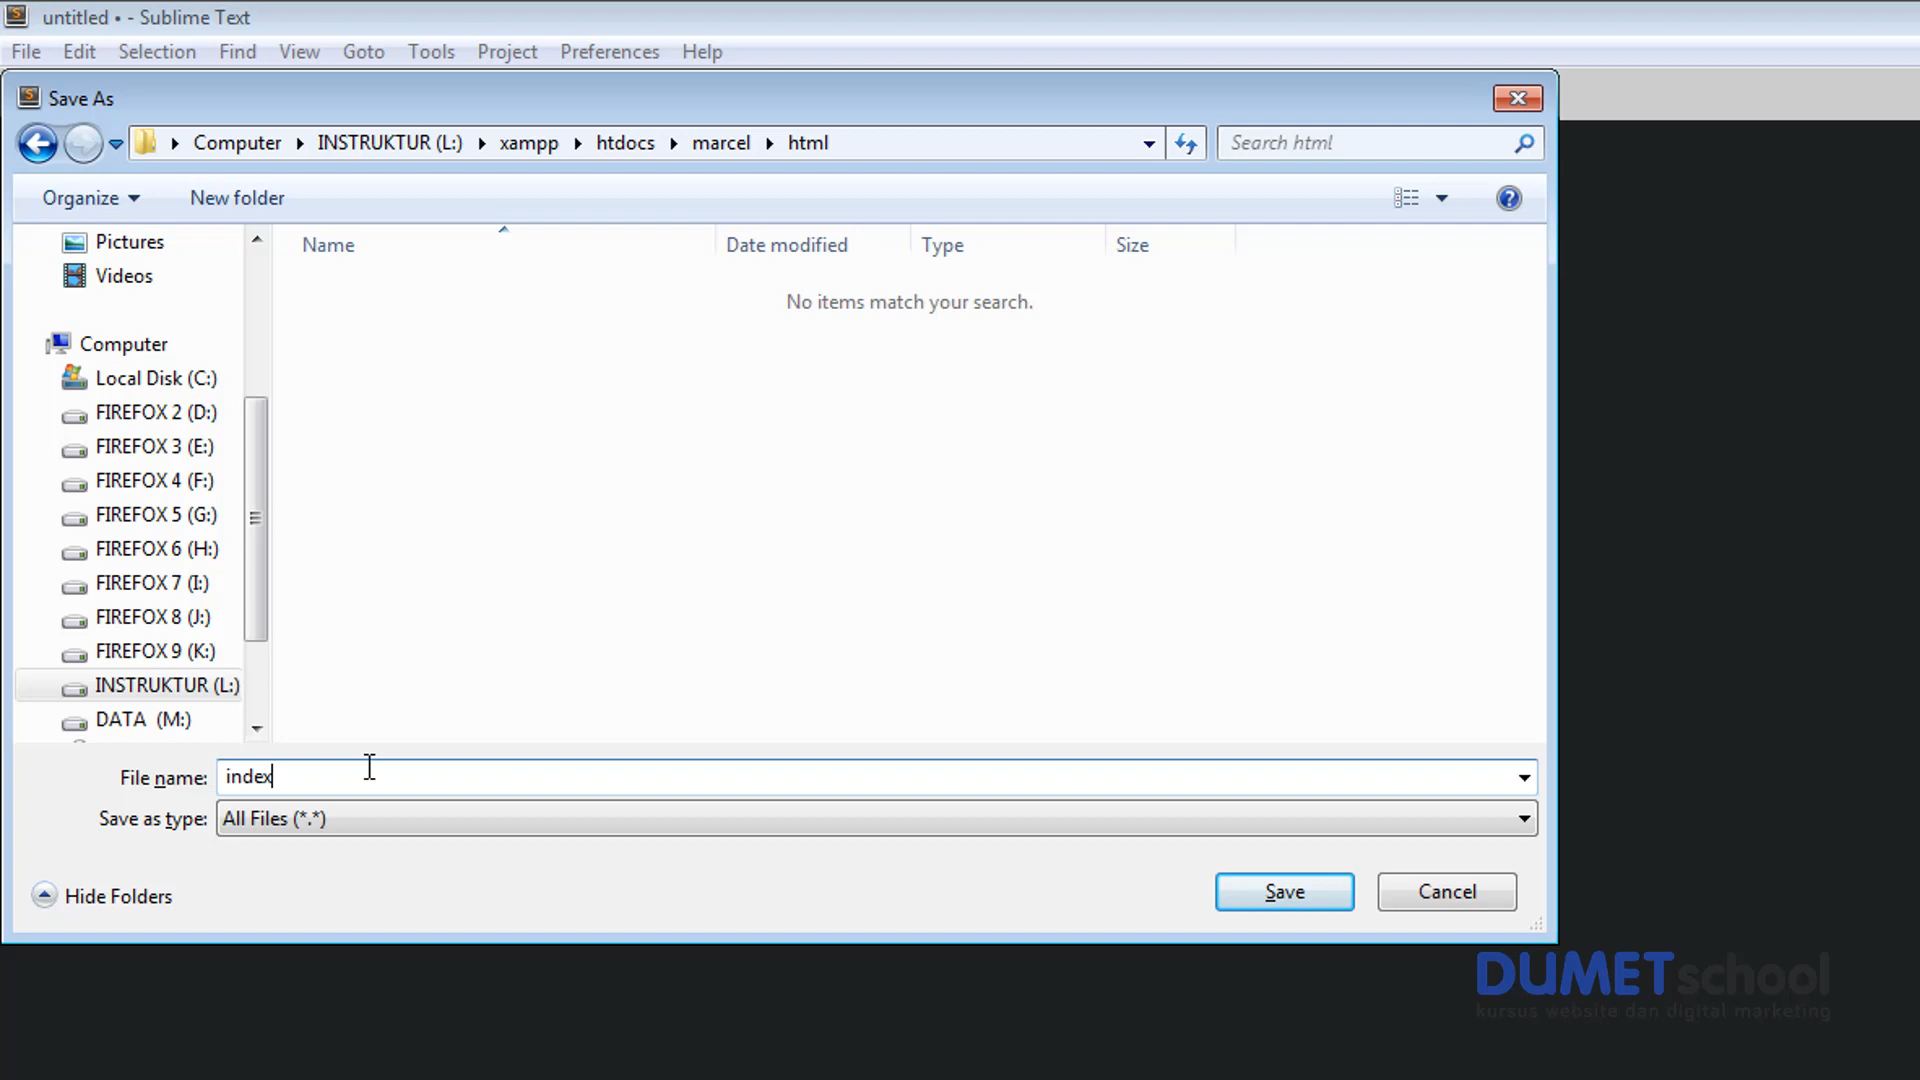 untitled • - Sublime Text
File Edit Selection Find View Goto Tools Project Preferences Help
Save As
Computer INSTRUKTUR (L:) xampp htdocs marcel html
Search html
Organize New folder
Pictures
Videos
Computer
Local Disk (C:)
FIREFOX 2 (D:)
FIREFOX 3 (E:)
FIREFOX 4 (F:)
FIREFOX 5 (G:)
FIREFOX 6 (H:)
FIREFOX 7 (I:)
FIREFOX 8 (J:)
FIREFOX 9 (K:)
INSTRUKTUR (L:)
DATA (M:)
Name Date modified Type Size
No items match your search.
File name: index
Save as type: All Files (*.*)
Hide Folders
Save Cancel
DUMETschool
kursus website dan digital marketing